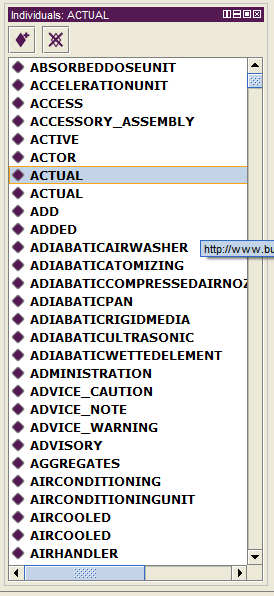 Individuals: ACTUAL
ABSORBEDDOSEUNIT
ACCELERATIONUNIT
ACCESS
ACCESSORY_ASSEMBLY
ACTIVE
ACTOR
ACTUAL
ACTUAL
ADD
ADDED
ADIABATICAIRWASHER
http://www.bu
ADIABATICATOMIZING
ADIABATICCOMPRESSEDAIRNOZ
ADIABATICPAN
ADIABATICRIGIDMEDIA
ADIABATICULTRASONIC
ADIABATICWETTEDELEMENT
ADMINISTRATION
ADVICE_CAUTION
ADVICE_NOTE
ADVICE_WARNING
ADVISORY
AGGREGATES
AIRCONDITIONING
AIRCONDITIONINGUNIT
AIRCOOLED
AIRCOOLED
AIRHANDLER